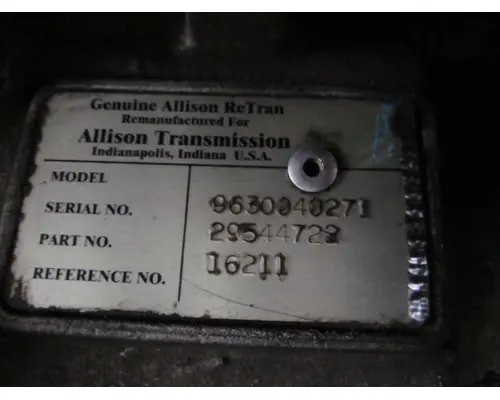 Genuine Allison ReTran
Remanufactured For
Allison Transmission
Indianapolis, Indiana U.S.A.
MODEL
SERIAL NO. 9630040271
PART NO. 29544722
REFERENCE NO. 16211